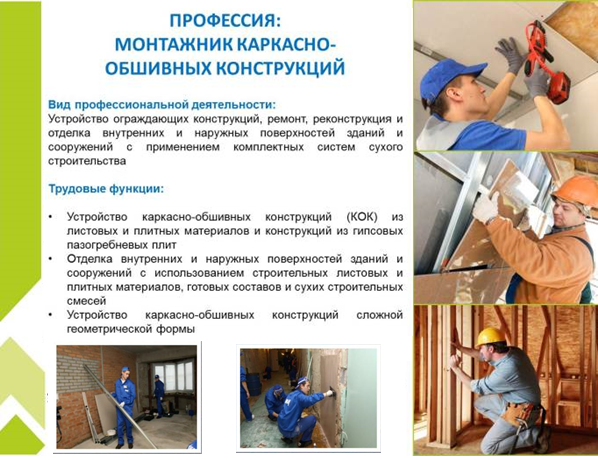 ПРОФЕССИЯ:
МОНТАЖНИК КАРКАСНО-
ОБШИВНЫХ КОНСТРУКЦИЙ
Вид профессиональной деятельности:
Устройство ограждающих конструкций, ремонт, реконструкция и
отделка внутренних и наружных поверхностей зданий и
сооружений с применением комплектных систем сухого
строительства
Трудовые функции:
• Устройство каркасно-обшивных конструкций (КОК) из
листовых и плитных материалов и конструкций из гипсовых
пазогребневых плит
• Отделка внутренних и наружных поверхностей зданий и
сооружений с использованием строительных листовых и
плитных материалов, готовых составов и сухих строительных
смесей
• Устройство каркасно-обшивных конструкций сложной
геометрической формы